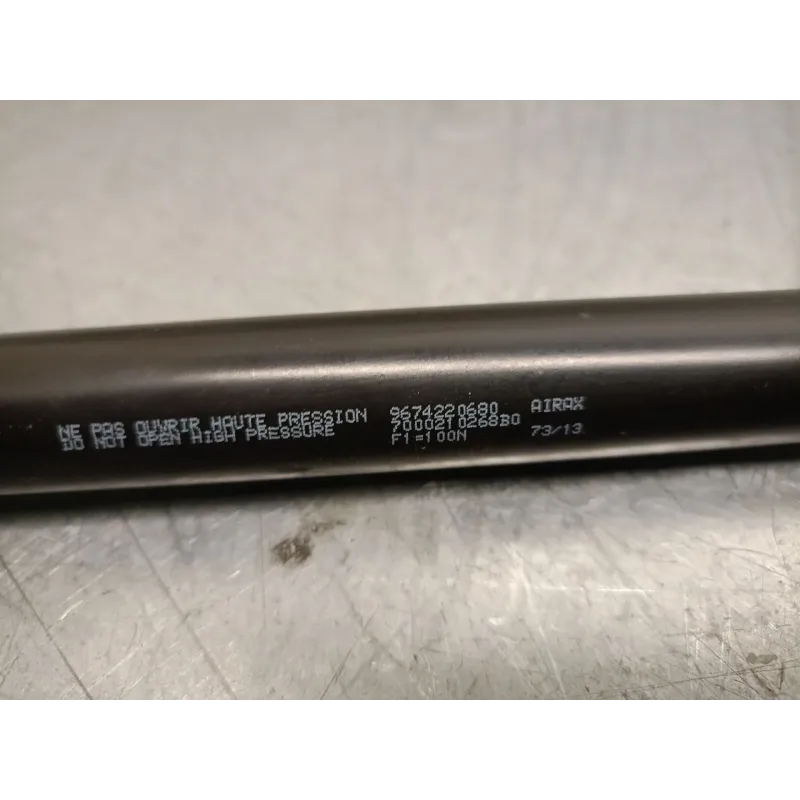 NE PAS OUVRIR HAUTE PRESSION 9674220680 AIRAX
DO NOT OPEN HIGH PRESSURE 7000210268B0 73/13
F1=100N